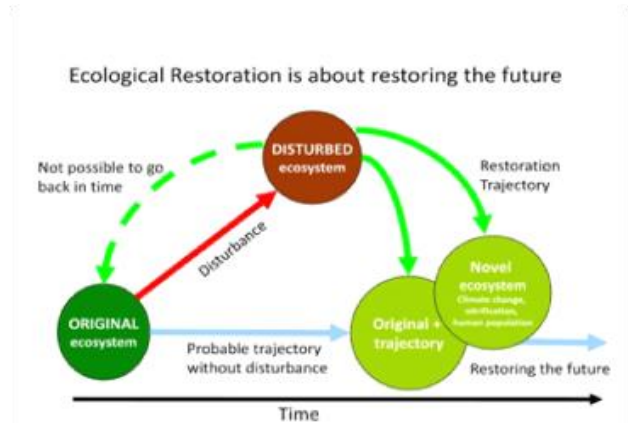 Ecological Restoration is about restoring the future
DISTURBED
ecosystem
Not possible to go
back in time
Restoration
Trajectory
Disturbance
Novel
ecosystem
Climate change,
nitrification,
human population
ORIGINAL
ecosystem
Original +
trajectory
Probable trajectory
without disturbance
Restoring the future
Time